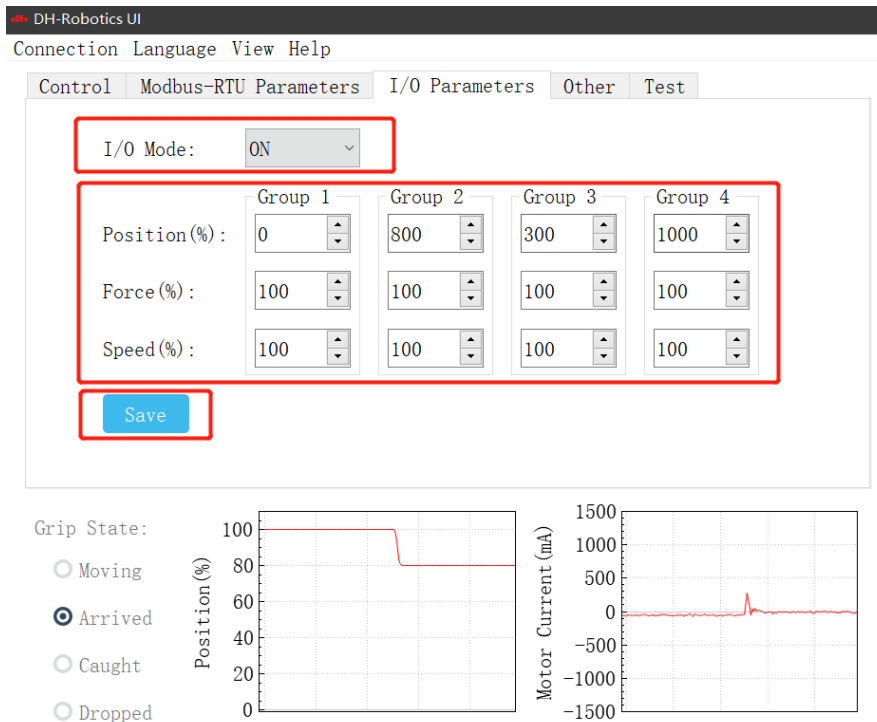 DH-Robotics UI
Connection Language View Help
Control Modbus-RTU Parameters I/O Parameters Other Test
I/O Mode: ON
Group 1 Group 2 Group 3 Group 4
Position(%): 0 800 300 1000
Force(%): 100 100 100 100
Speed(%): 100 100 100 100
Save
Grip State:
Moving
Arrived
Caught
Dropped
Position(%)
100
80
60
40
20
0
Motor Current(mA)
1500
1000
500
0
-500
-1000
-1500